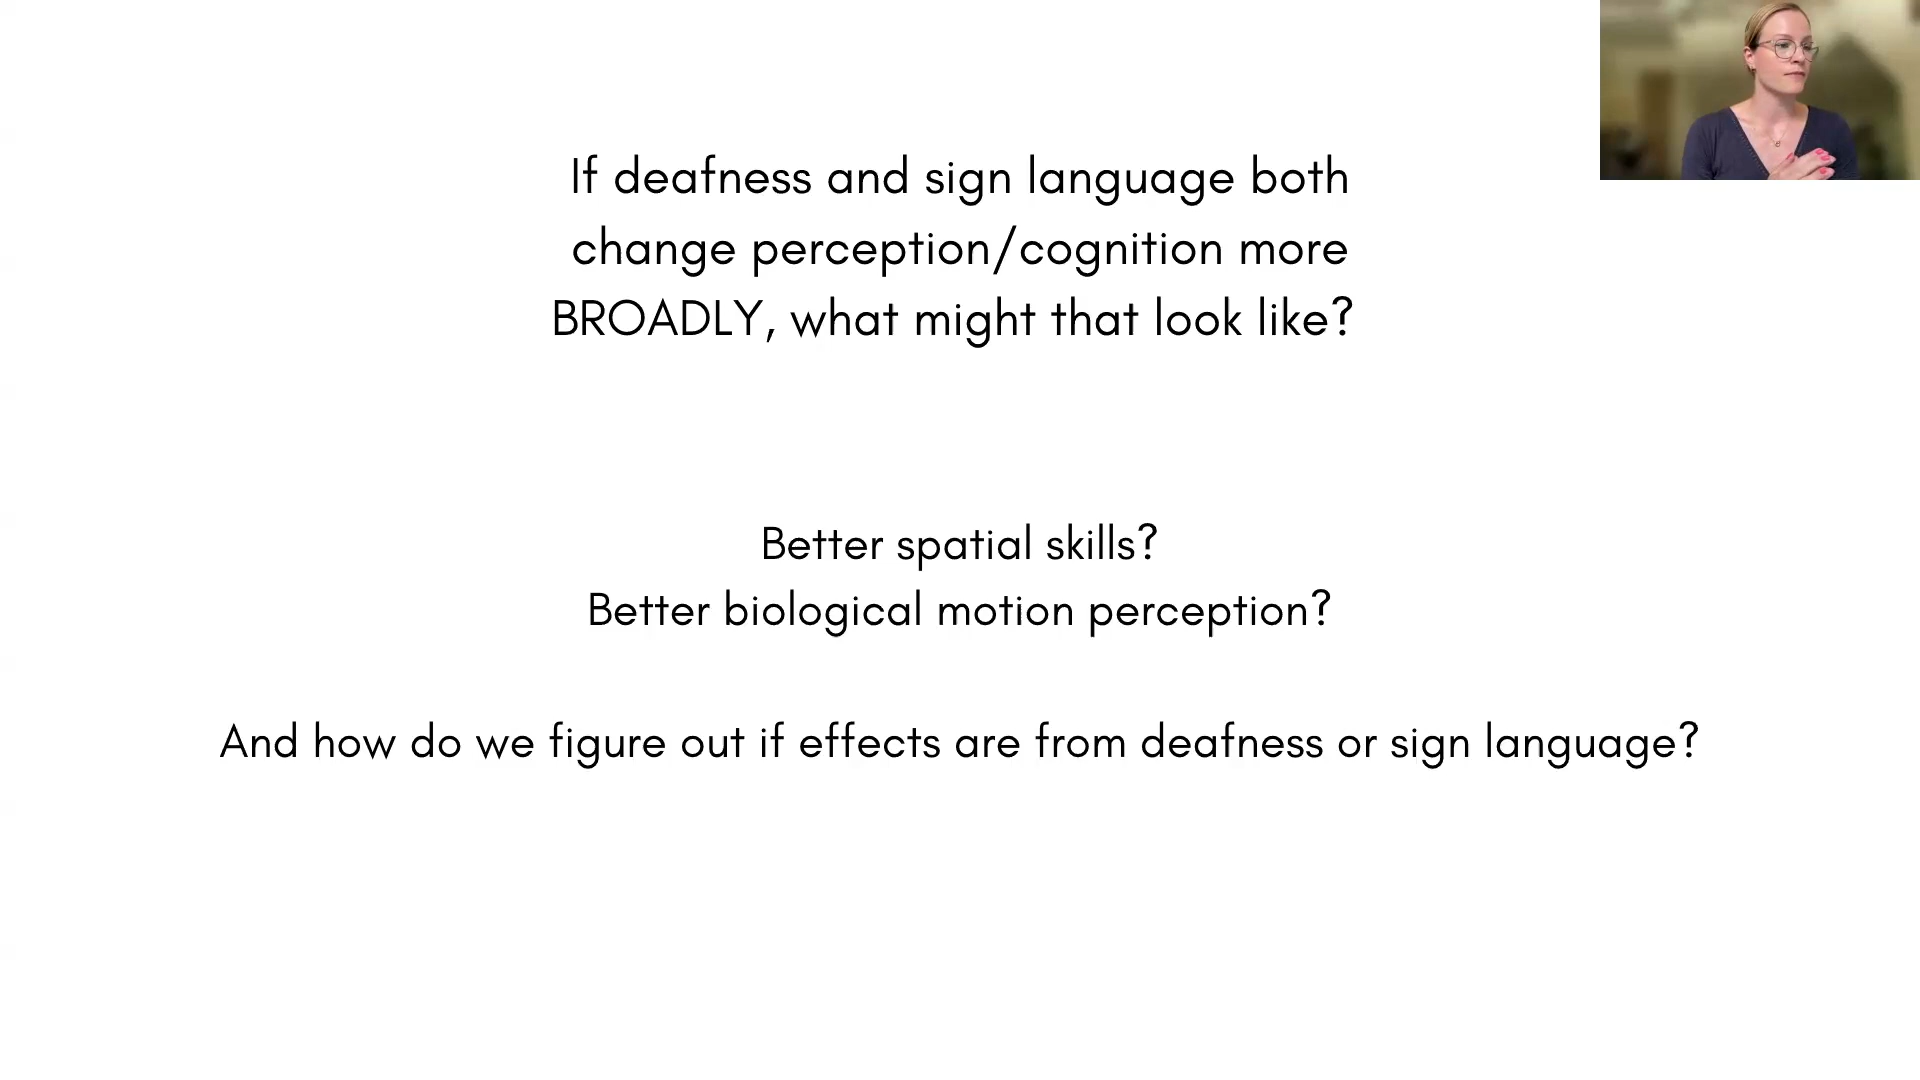 If deafness and sign language both
change perception/cognition more
BROADLY, what might that look like?
Better spatial skills?
Better biological motion perception?
And how do we figure out if effects are from deafness or sign language?